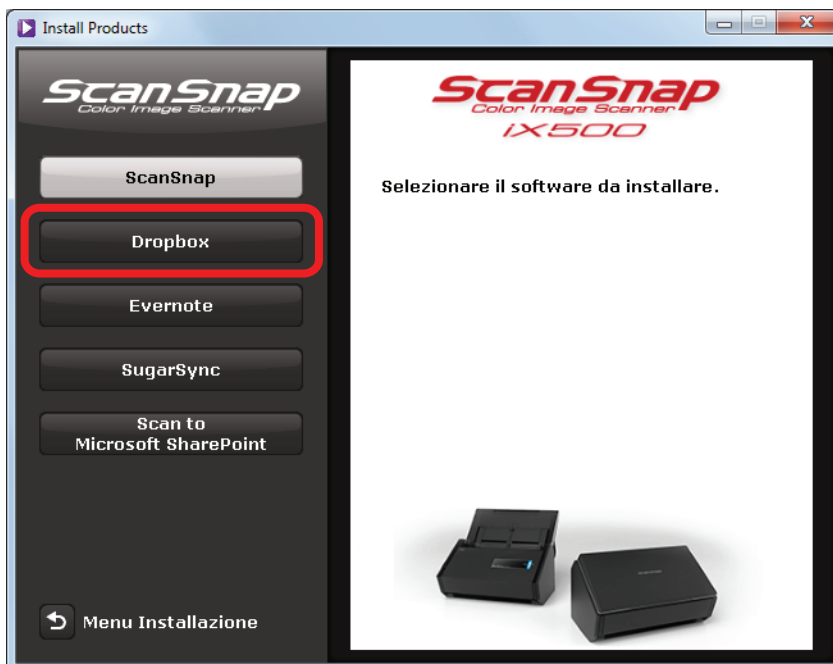 Install Products
ScanSnap
Color Image Scanner
ScanSnap
Color Image Scanner
iX500
ScanSnap
Selezionare il software da installare.
Dropbox
Evernote
SugarSync
Scan to
Microsoft SharePoint
Menu Installazione